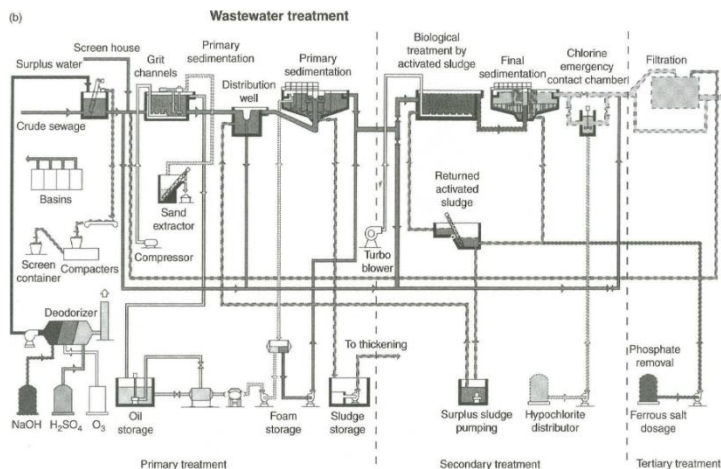 (b)
Wastewater treatment
Screen house
Surplus water
Grit
channels
Primary
sedimentation
Distribution
well
Primary
sedimentation
Biological
treatment by
activated sludge
Final
sedimentation
Chlorine
emergency
contact chamber
Filtration
Crude sewage
Basins
Sand
extractor
Screen
container
Compacters
Compressor
Turbo
blower
Returned
activated
sludge
Deodorizer
NaOH
H₂SO₄
O₃
Oil
storage
Foam
storage
To thickening
Sludge
storage
Surplus sludge
pumping
Hypochlorite
distributor
Phosphate
removal
Ferrous salt
dosage
Primary treatment
Secondary treatment
Tertiary treatment